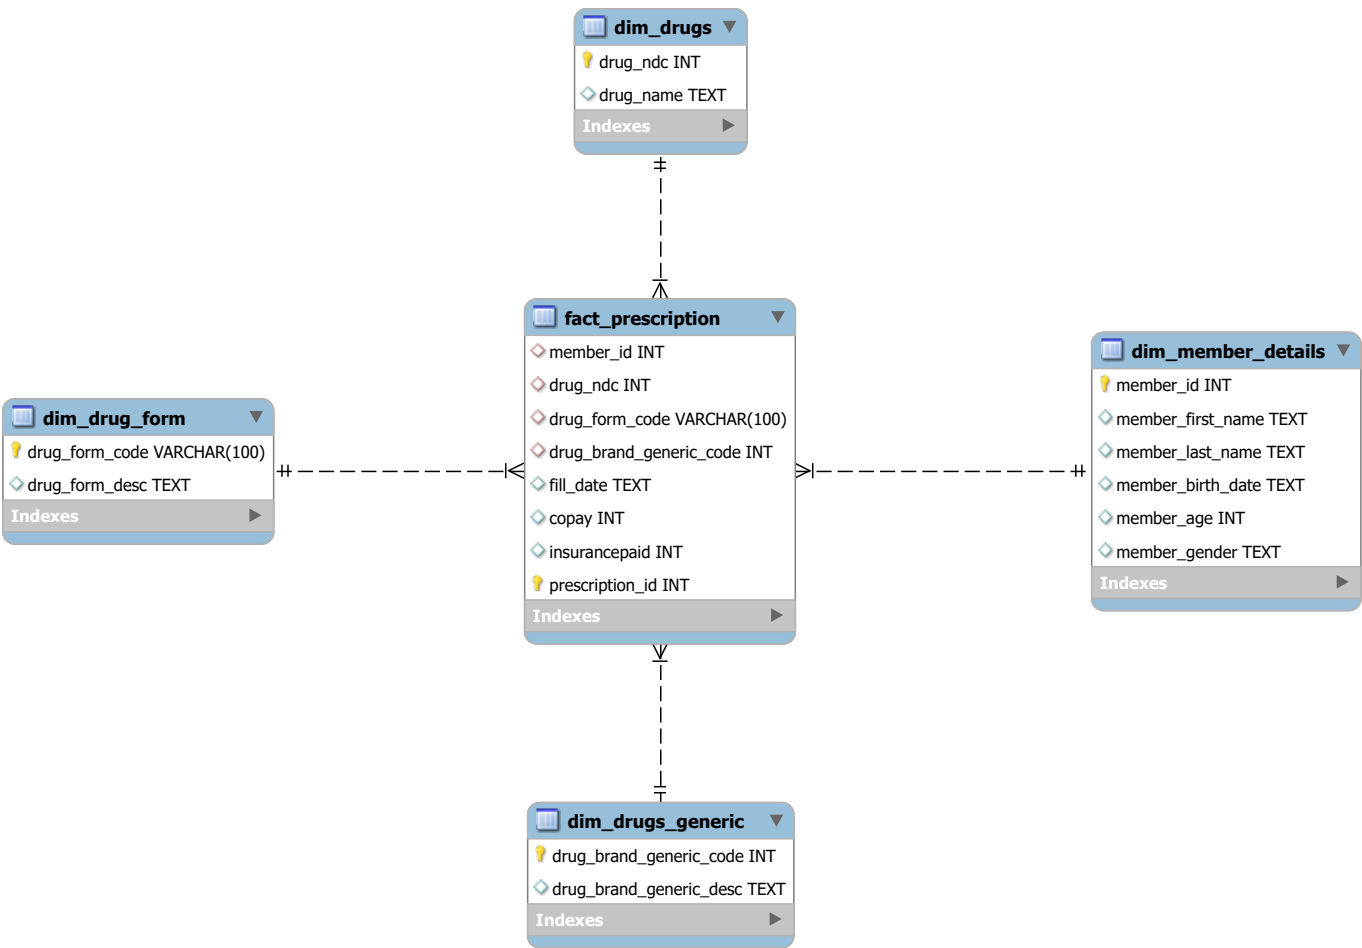 dim_drugs
drug_ndc INT
drug_name TEXT
Indexes
fact_prescription
member_id INT
drug_ndc INT
drug_form_code VARCHAR(100)
drug_brand_generic_code INT
fill_date TEXT
copay INT
insurancepaid INT
prescription_id INT
Indexes
dim_member_details
member_id INT
member_first_name TEXT
member_last_name TEXT
member_birth_date TEXT
member_age INT
member_gender TEXT
Indexes
dim_drug_form
drug_form_code VARCHAR(100)
drug_form_desc TEXT
Indexes
dim_drugs_generic
drug_brand_generic_code INT
drug_brand_generic_desc TEXT
Indexes